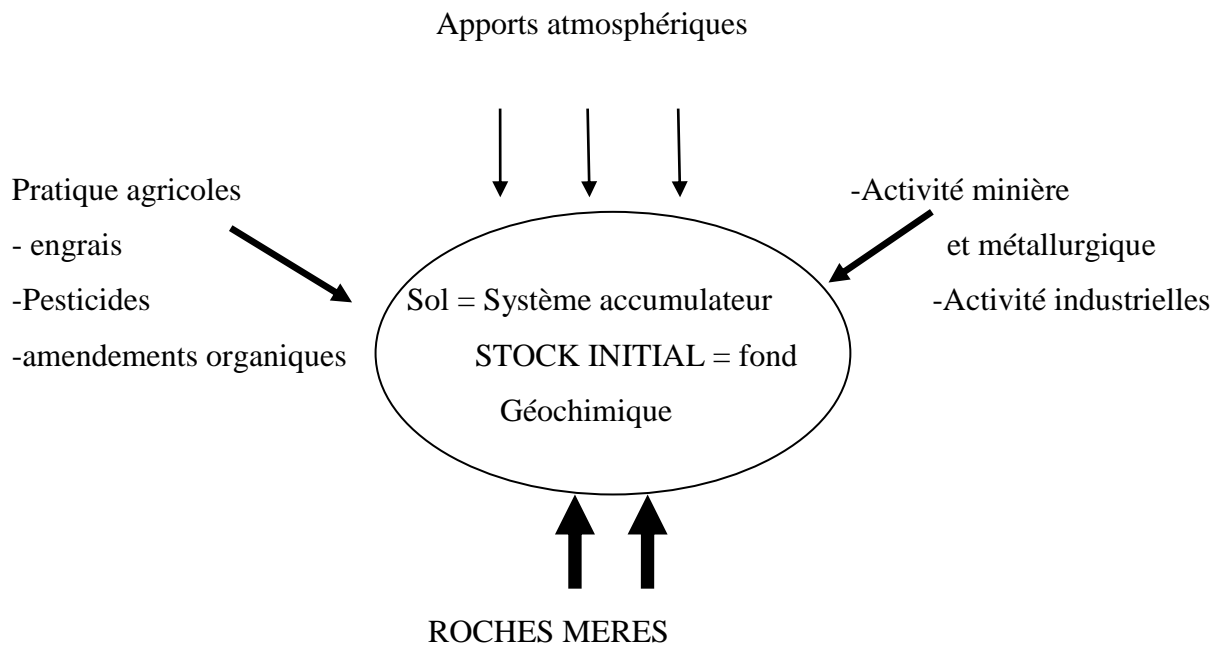 Apports atmosphériques
Pratique agricoles
- engrais
-Pesticides
-amendements organiques
Sol = Système accumulateur
STOCK INITIAL = fond
Géochimique
-Activité minière
et métallurgique
-Activité industrielles
ROCHES MERES